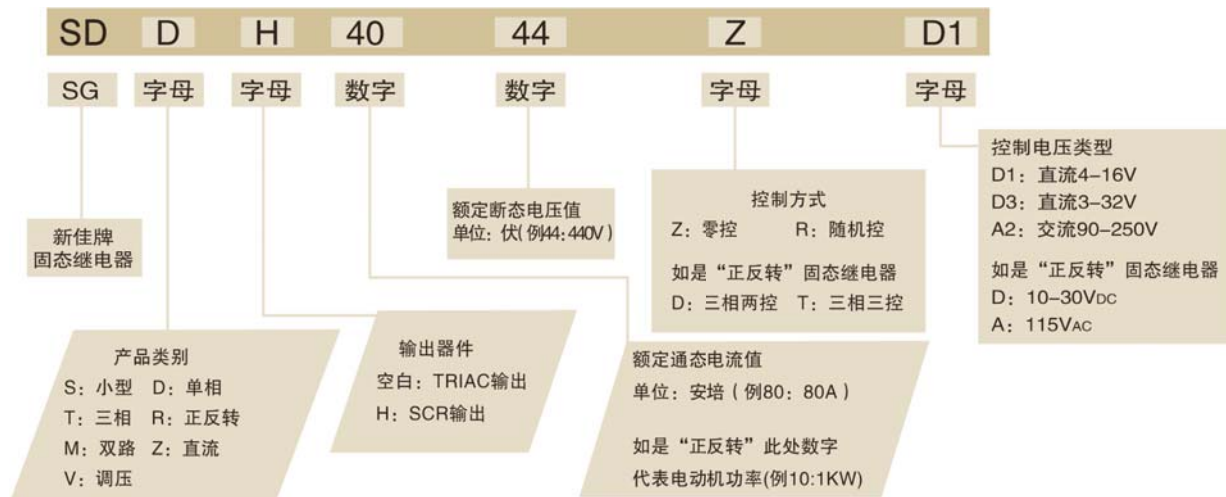 SD D H 40 44 Z D1
SG 字母 字母 数字 数字 字母 字母
新佳牌
固态继电器
产品类别
S：小型 D：单相
T：三相 R：正反转
M：双路 Z：直流
V：调压
输出器件
空白：TRIAC输出
H：SCR输出
额定通态电流值
单位：安培（例80：80A）
如是“正反转”此处数字
代表电动机功率(例10:1KW)
额定断态电压值
单位：伏(例44:440V)
控制方式
Z：零控 R：随机控
如是“正反转”固态继电器
D：三相两控 T：三相三控
控制电压类型
D1：直流4-16V
D3：直流3-32V
A2：交流90-250V
如是“正反转”固态继电器
D：10-30VDC
A：115VAC